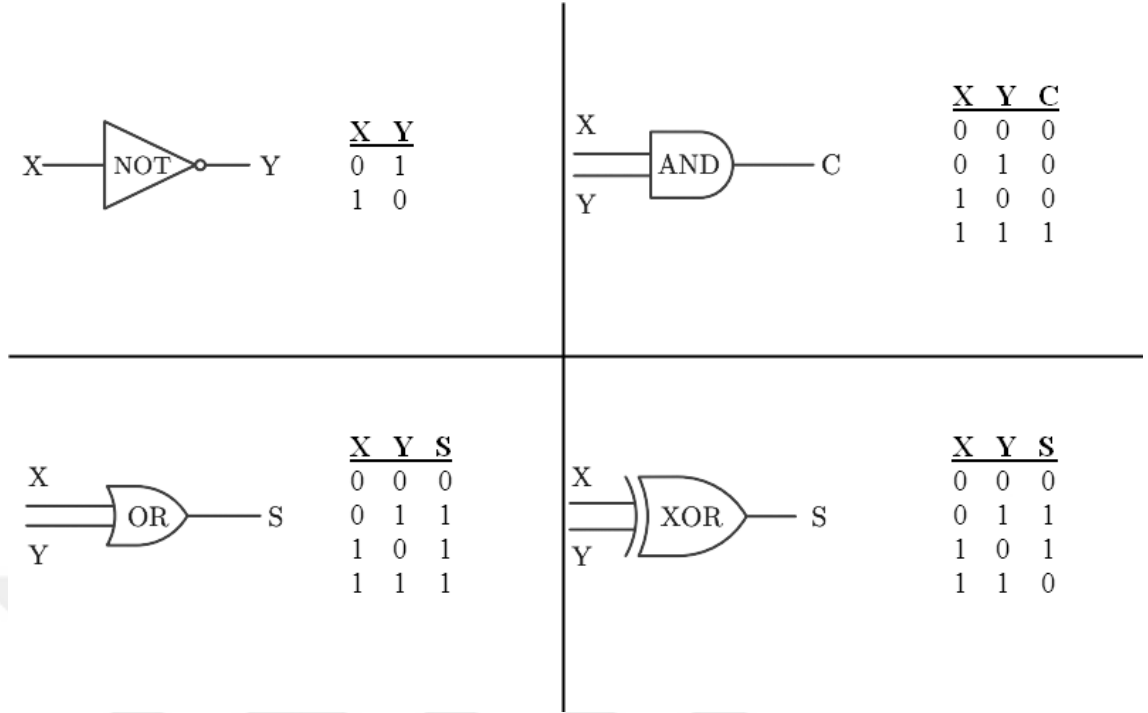 X NOT Y
X Y
0 1
1 0
X
Y
AND C
X Y C
0 0 0
0 1 0
1 0 0
1 1 1
X
Y
OR S
X Y S
0 0 0
0 1 1
1 0 1
1 1 1
X
Y
XOR S
X Y S
0 0 0
0 1 1
1 0 1
1 1 0